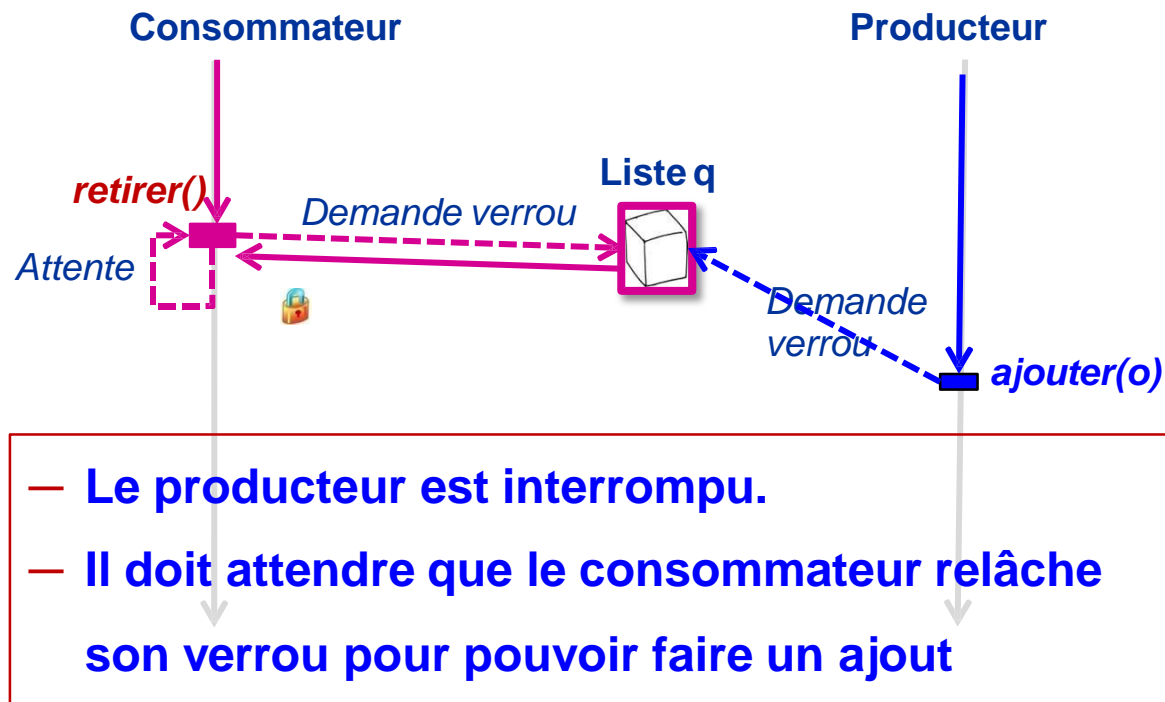 Consommateur
Producteur
Liste q
retirer()
Demande verrou
Attente
Demande
verrou
ajouter(o)
— Le producteur est interrompu.
— Il doit attendre que le consommateur relâche
son verrou pour pouvoir faire un ajout